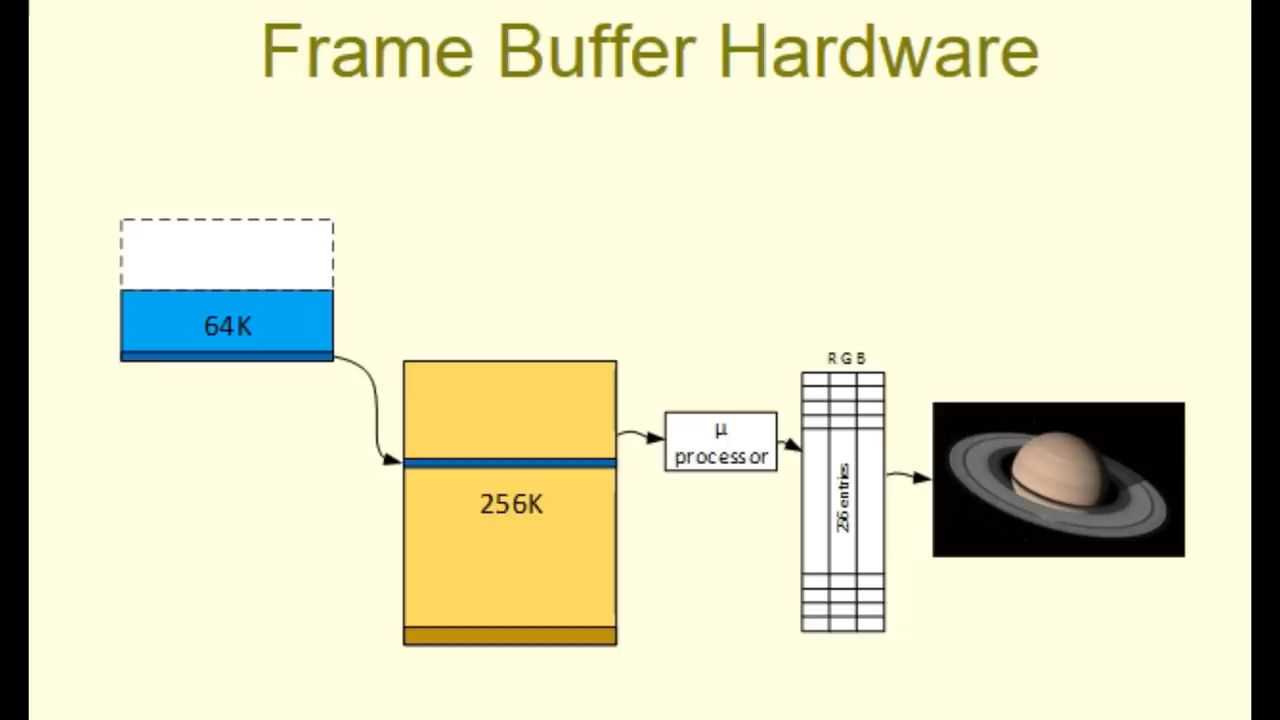 Frame Buffer Hardware
64K
256K
μ
processor
R G B
256 entries